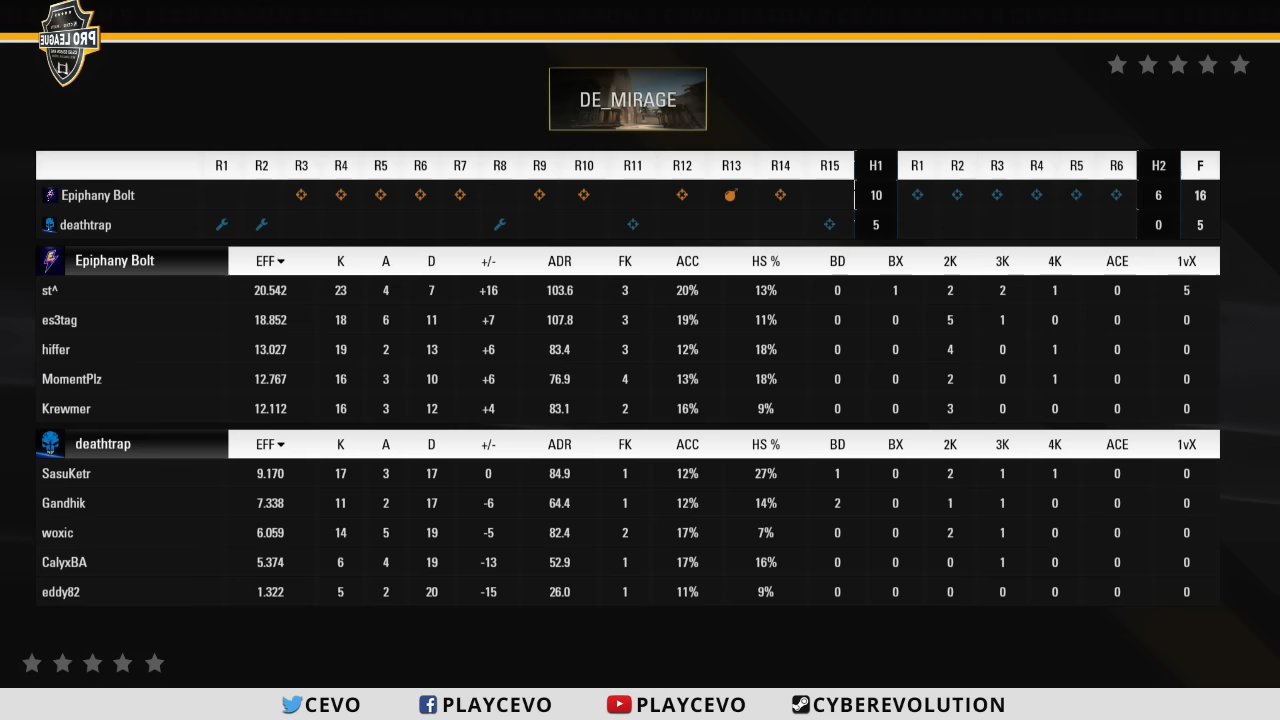 PRO LEAGUE
DE_MIRAGE
R1 R2 R3 R4 R5 R6 R7 R8 R9 R10 R11 R12 R13 R14 R15 H1 R1 R2 R3 R4 R5 R6 H2 F
Epiphany Bolt 10 6 16
deathtrap 5 0 5
Epiphany Bolt EFF K A D +/- ADR FK ACC HS % BD BX 2K 3K 4K ACE 1vX
st^ 20.542 23 4 7 +16 103.6 3 20% 13% 0 1 2 2 1 0 5
es3tag 18.852 18 6 11 +7 107.8 3 19% 11% 0 0 5 1 0 0 0
hiffer 13.027 19 2 13 +6 83.4 3 12% 18% 0 0 4 0 1 0 0
MomentPlz 12.767 16 3 10 +6 76.9 4 13% 18% 0 0 2 0 1 0 0
Krewmer 12.112 16 3 12 +4 83.1 2 16% 9% 0 0 3 0 0 0 0
deathtrap EFF K A D +/- ADR FK ACC HS % BD BX 2K 3K 4K ACE 1vX
SasuKetr 9.170 17 3 17 0 84.9 1 12% 27% 1 0 2 1 1 0 0
Gandhik 7.338 11 2 17 -6 64.4 1 12% 14% 2 0 1 1 0 0 0
woxic 6.059 14 5 19 -5 82.4 2 17% 7% 0 0 2 1 0 0 0
CalyxBA 5.374 6 4 19 -13 52.9 1 17% 16% 0 0 0 1 0 0 0
eddy82 1.322 5 2 20 -15 26.0 1 11% 9% 0 0 0 0 0 0 0
CEVO PLAYCEVO PLAYCEVO CYBEREVOLUTION